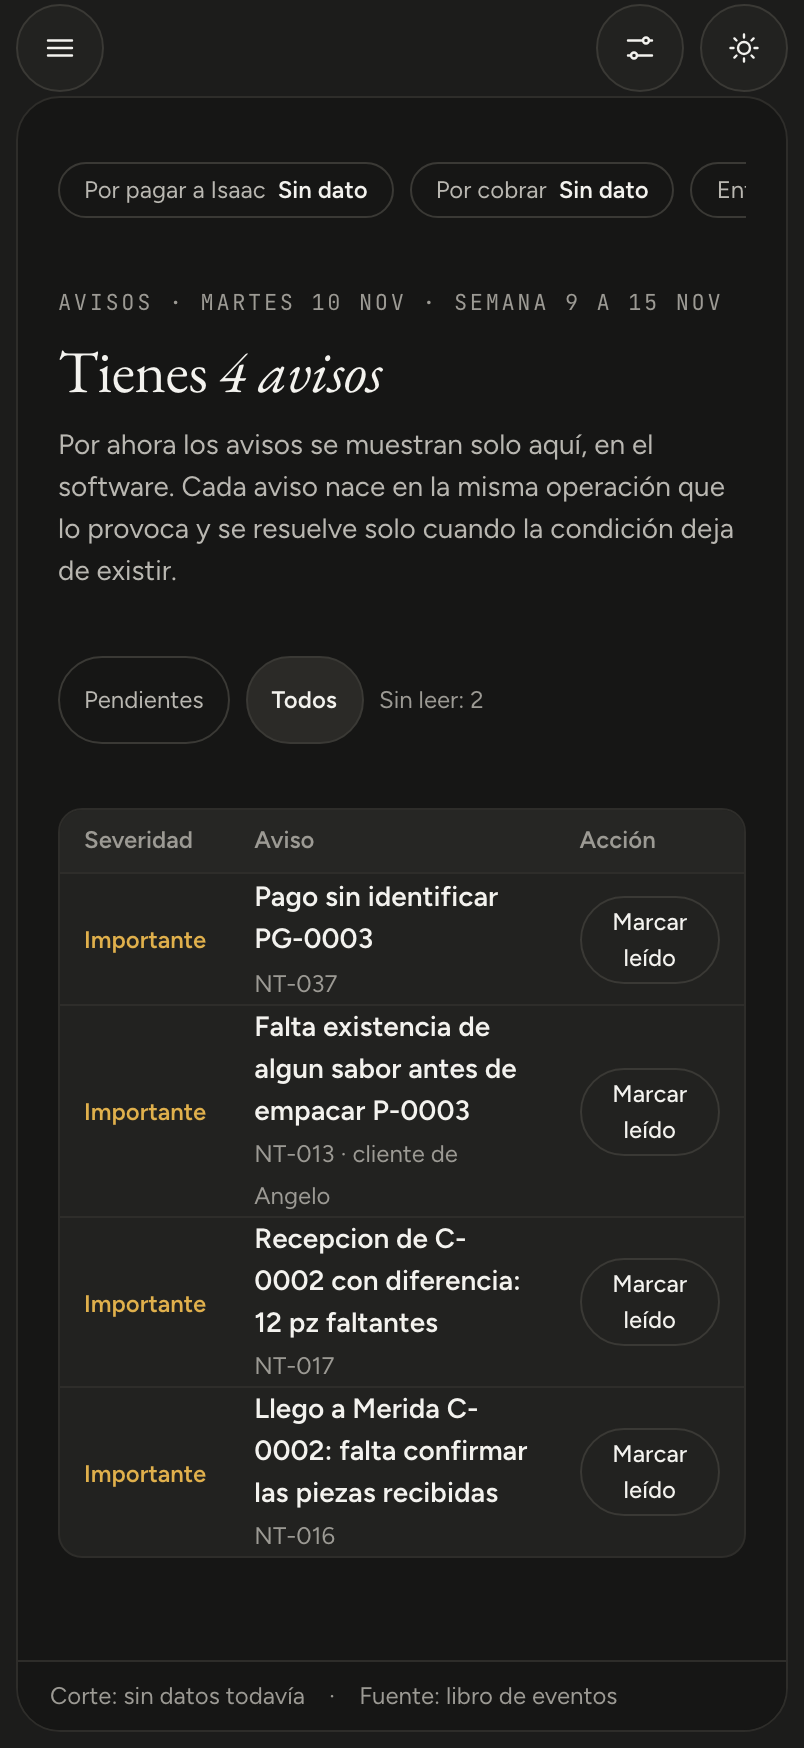 Por pagar a Isaac Sin dato
Por cobrar Sin dato
AVISOS · MARTES 10 NOV · SEMANA 9 A 15 NOV
Tienes 4 avisos
Por ahora los avisos se muestran solo aquí, en el
software. Cada aviso nace en la misma operación que
lo provoca y se resuelve solo cuando la condición deja
de existir.
Pendientes
Todos
Sin leer: 2
Severidad
Aviso
Acción
Importante
Pago sin identificar
PG-0003
NT-037
Marcar
leído
Importante
Falta existencia de
algun sabor antes de
empacar P-0003
NT-013 · cliente de
Angelo
Marcar
leído
Importante
Recepcion de C-
0002 con diferencia:
12 pz faltantes
NT-017
Marcar
leído
Importante
Llego a Merida C-
0002: falta confirmar
las piezas recibidas
NT-016
Marcar
leído
Corte: sin datos todavía · Fuente: libro de eventos